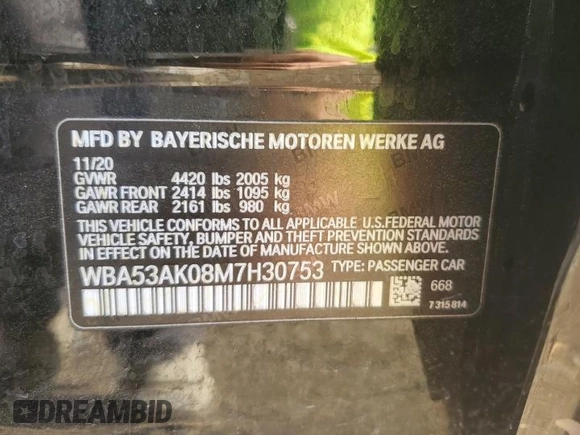 MFD BY BAYERISCHE MOTOREN WERKE AG
11/20
GVWR 4420 lbs 2005 kg
GAWR FRONT 2414 lbs 1095 kg
GAWR REAR 2161 lbs 980 kg
THIS VEHICLE CONFORMS TO ALL APPLICABLE U.S.FEDERAL MOTOR
VEHICLE SAFETY, BUMPER, AND THEFT PREVENTION STANDARDS
IN EFFECT ON THE DATE OF MANUFACTURE SHOWN ABOVE.
WBA53AK08M7H30753 TYPE: PASSENGER CAR
668
7 315 814
DREAMBID